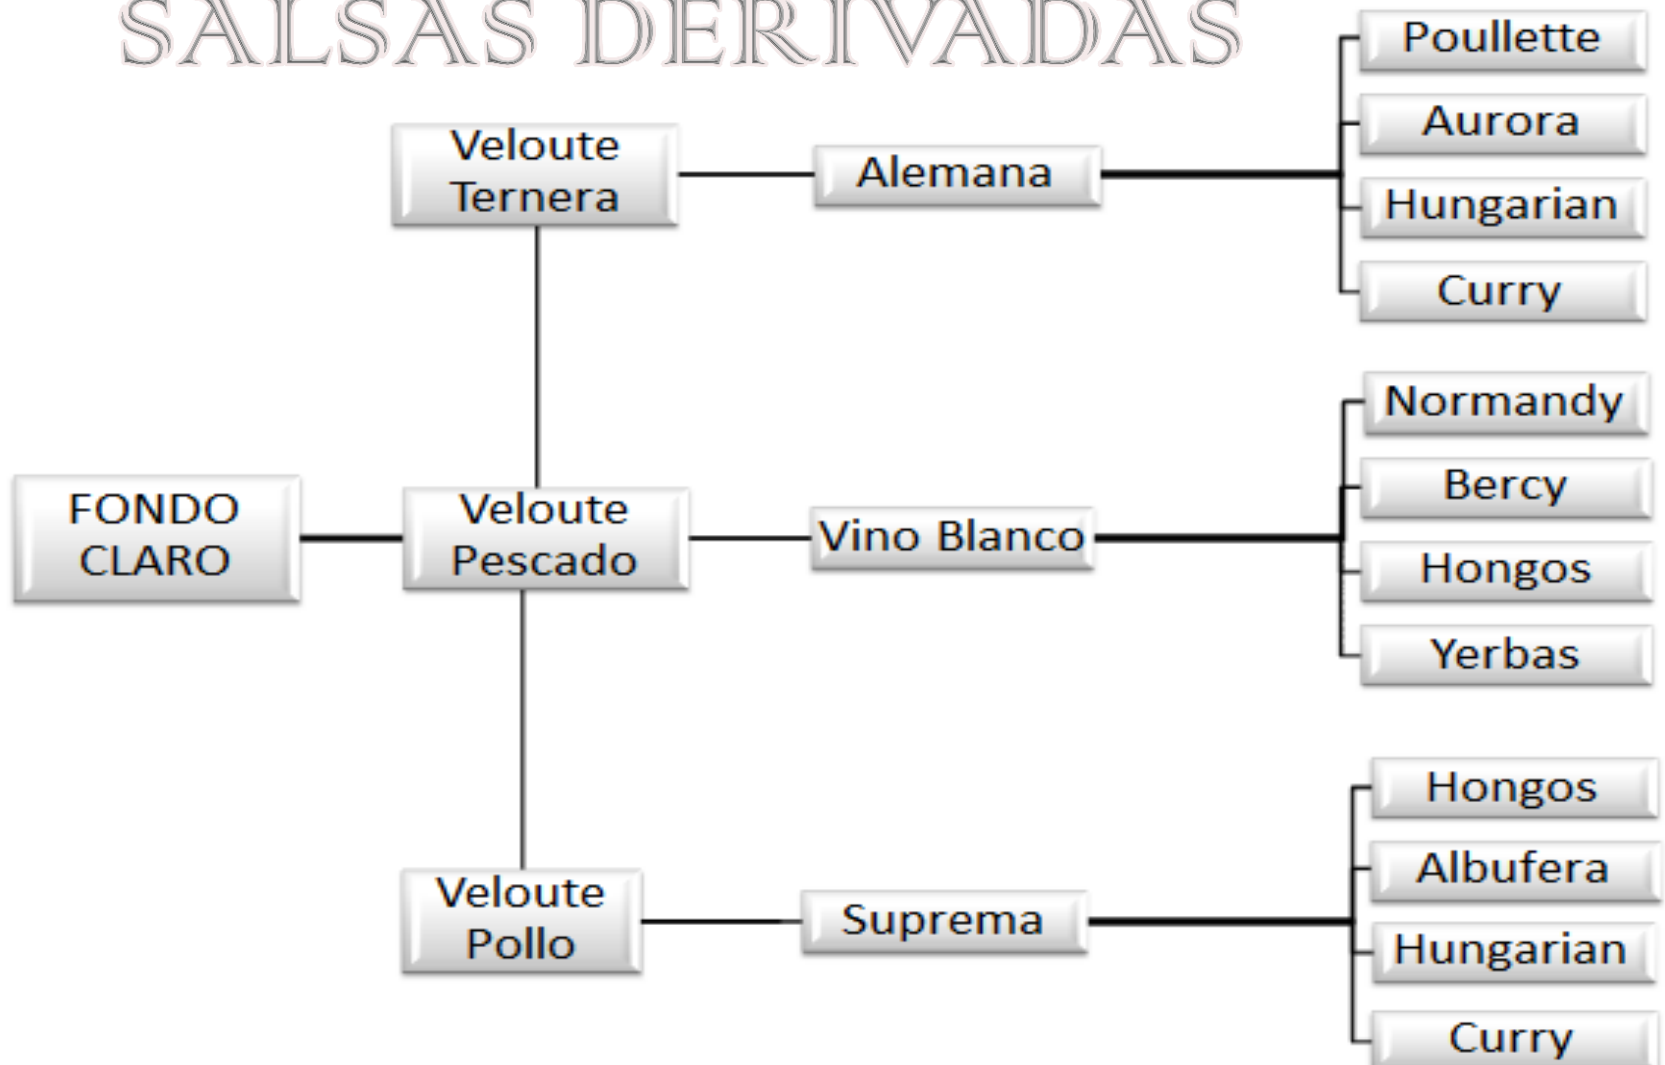 SALSAS DERIVADAS
Veloute
Ternera
Alemana
Poullette
Aurora
Hungarian
Curry
FONDO
CLARO
Veloute
Pescado
Vino Blanco
Normandy
Bercy
Hongos
Yerbas
Veloute
Pollo
Suprema
Hongos
Albufera
Hungarian
Curry